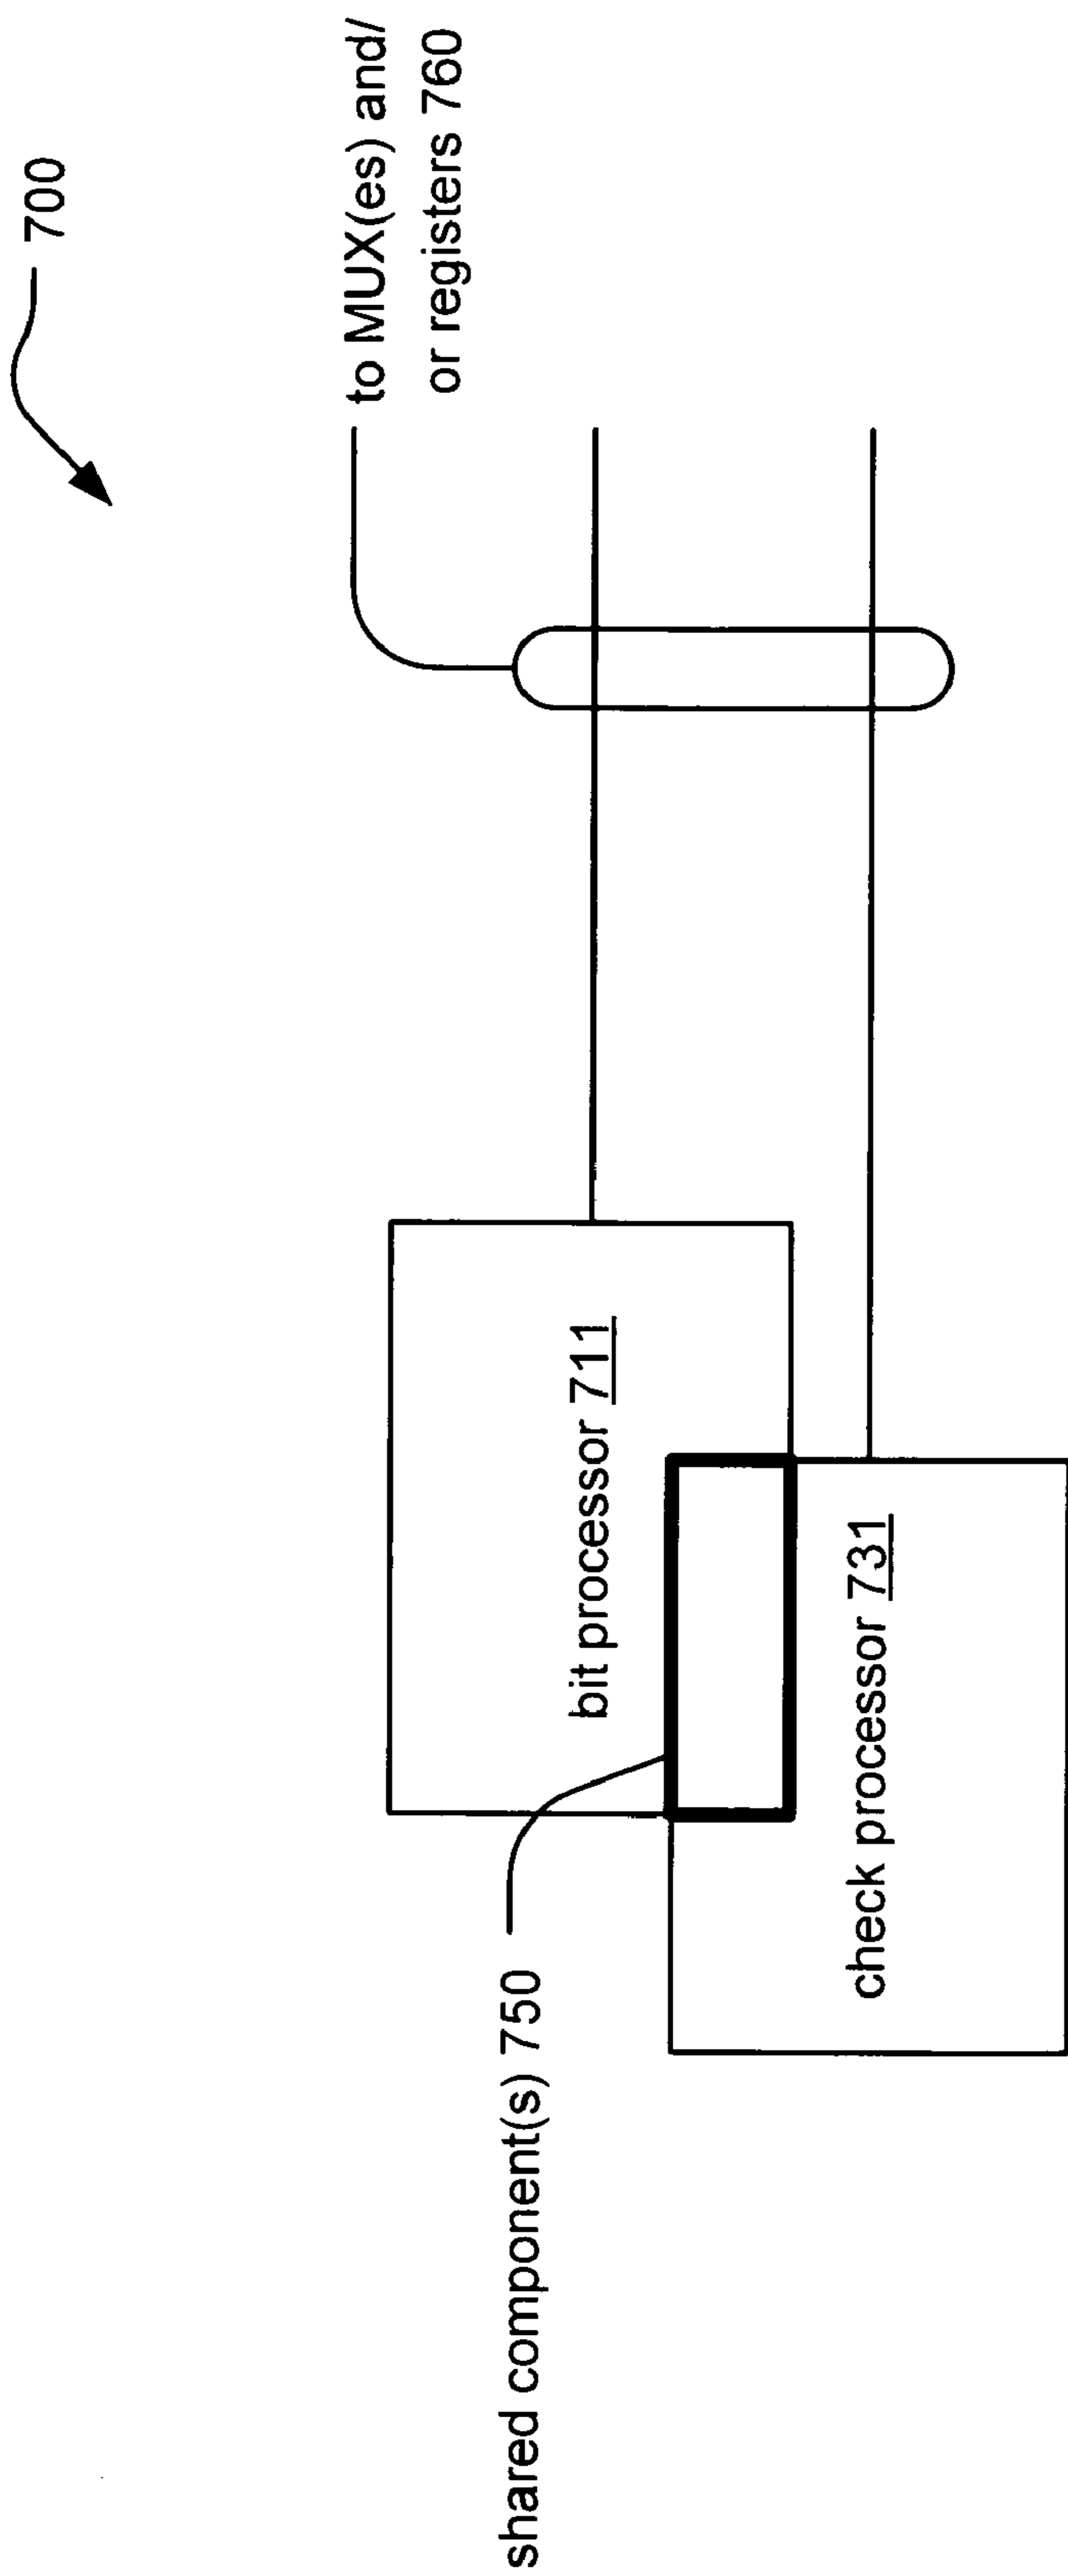 700
to MUX(es) and/
or registers 760
shared component(s) 750
bit processor 711
check processor 731